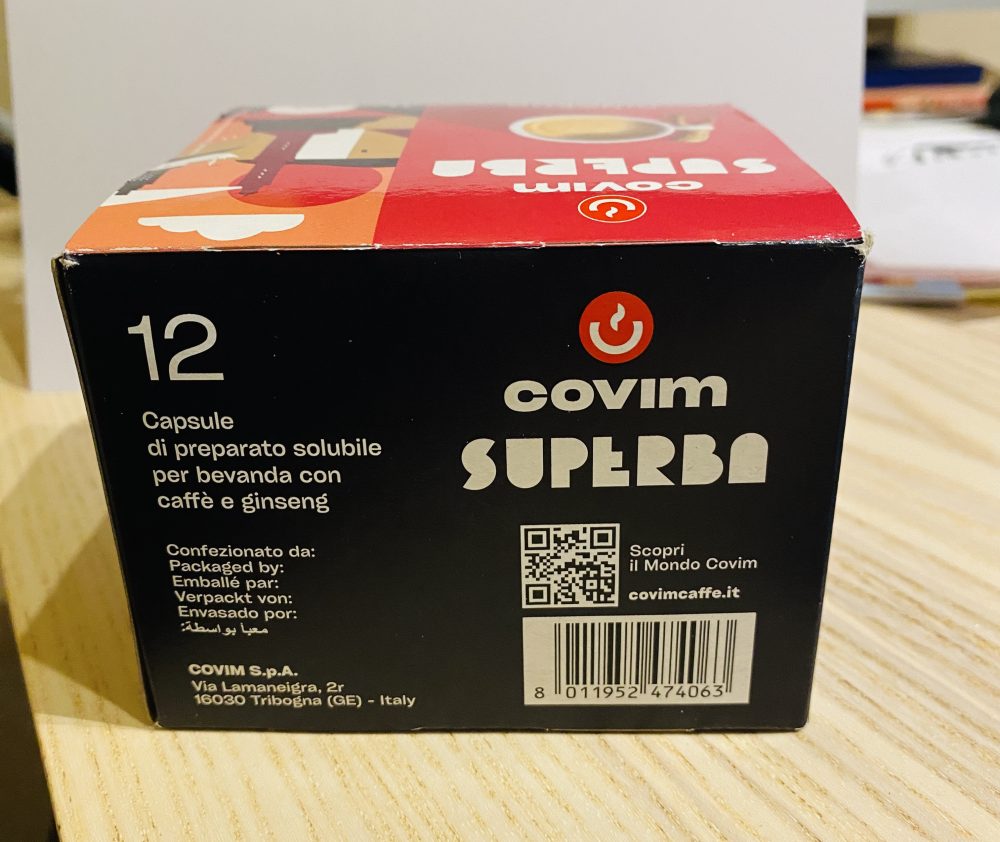 SUPERBA
covim
12
Capsule
di preparato solubile
per bevanda con
caffè e ginseng
Confezionato da:
Packaged by:
Emballé par:
Verpackt von:
Envasado por:
معبأ بواسطة:
COVIM S.p.A.
Via Lamaneigra, 2r
16030 Tribogna (GE) - Italy
covim
SUPERBA
Scopri
il Mondo Covim
covimcaffe.it
8 011952 474063